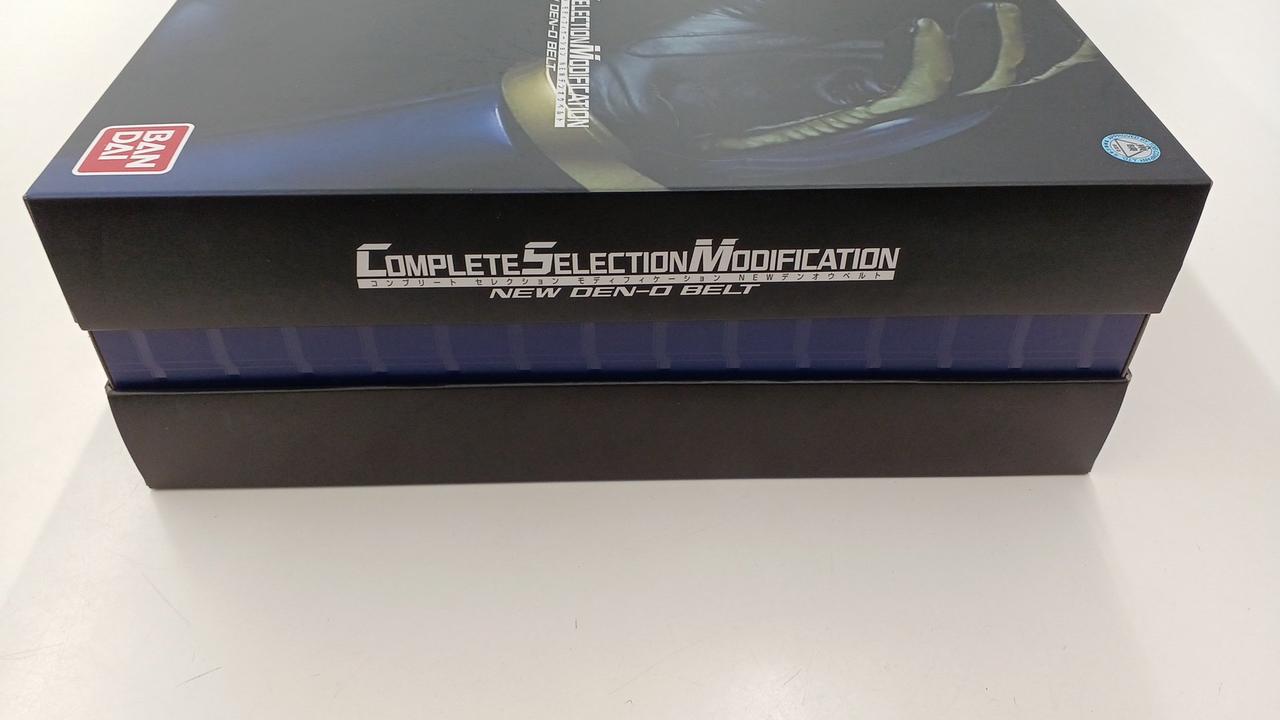 BAN
DAI
ELECTION MODIFICATION
DEN-O BELT
COMPLETE SELECTION MODIFICATION
コンプリート セレクション モディフィケーション NEWデンオウベルト
NEW DEN-O BELT